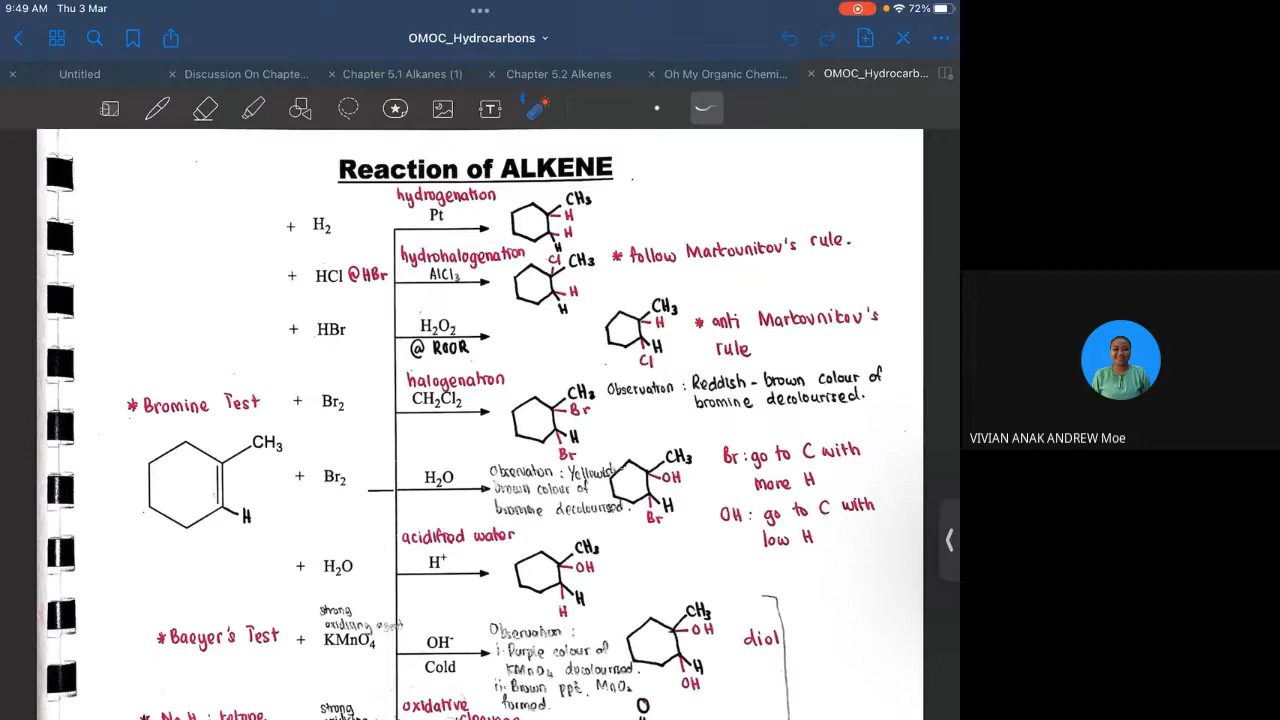 9:49 AM Thu 3 Mar
72%
OMOC_Hydrocarbons
Untitled
Discussion On Chapte...
Chapter 5.1 Alkanes (1)
Chapter 5.2 Alkenes
Oh My Organic Chemi...
OMOC_Hydrocarb...
Reaction of ALKENE
hydrogenation
+ H₂
Pt
CH₃
H
H
H
hydrohalogenation
+ HCl @HBr
AlCl₃
Cl
CH₃
H
H
* follow Markovnikov's rule.
+ HBr
H₂O₂
@ ROOR
CH₃
H
H
Cl
* anti Markovnikov's
rule
halogenation
* Bromine Test
+ Br₂
CH₂Cl₂
CH₃
Br
H
Br
Observation : Reddish - brown colour of
bromine decolourised.
CH₃
H
+ Br₂
H₂O
Observation : Yellowish
brown colour of
bromine decolourised.
CH₃
OH
H
Br
Br : go to C with
more H
OH : go to C with
low H
acidified water
+ H₂O
H⁺
CH₃
OH
H
H
* Baeyer's Test
strong
oxidizing agent
+ KMnO₄
OH⁻
Cold
Observation :
i. Purple colour of
KMnO₄ decolourised.
ii. Brown ppt. MnO₂
formed.
CH₃
OH
H
OH
diol
strong
oxidative
cleavage
O
VIVIAN ANAK ANDREW Moe